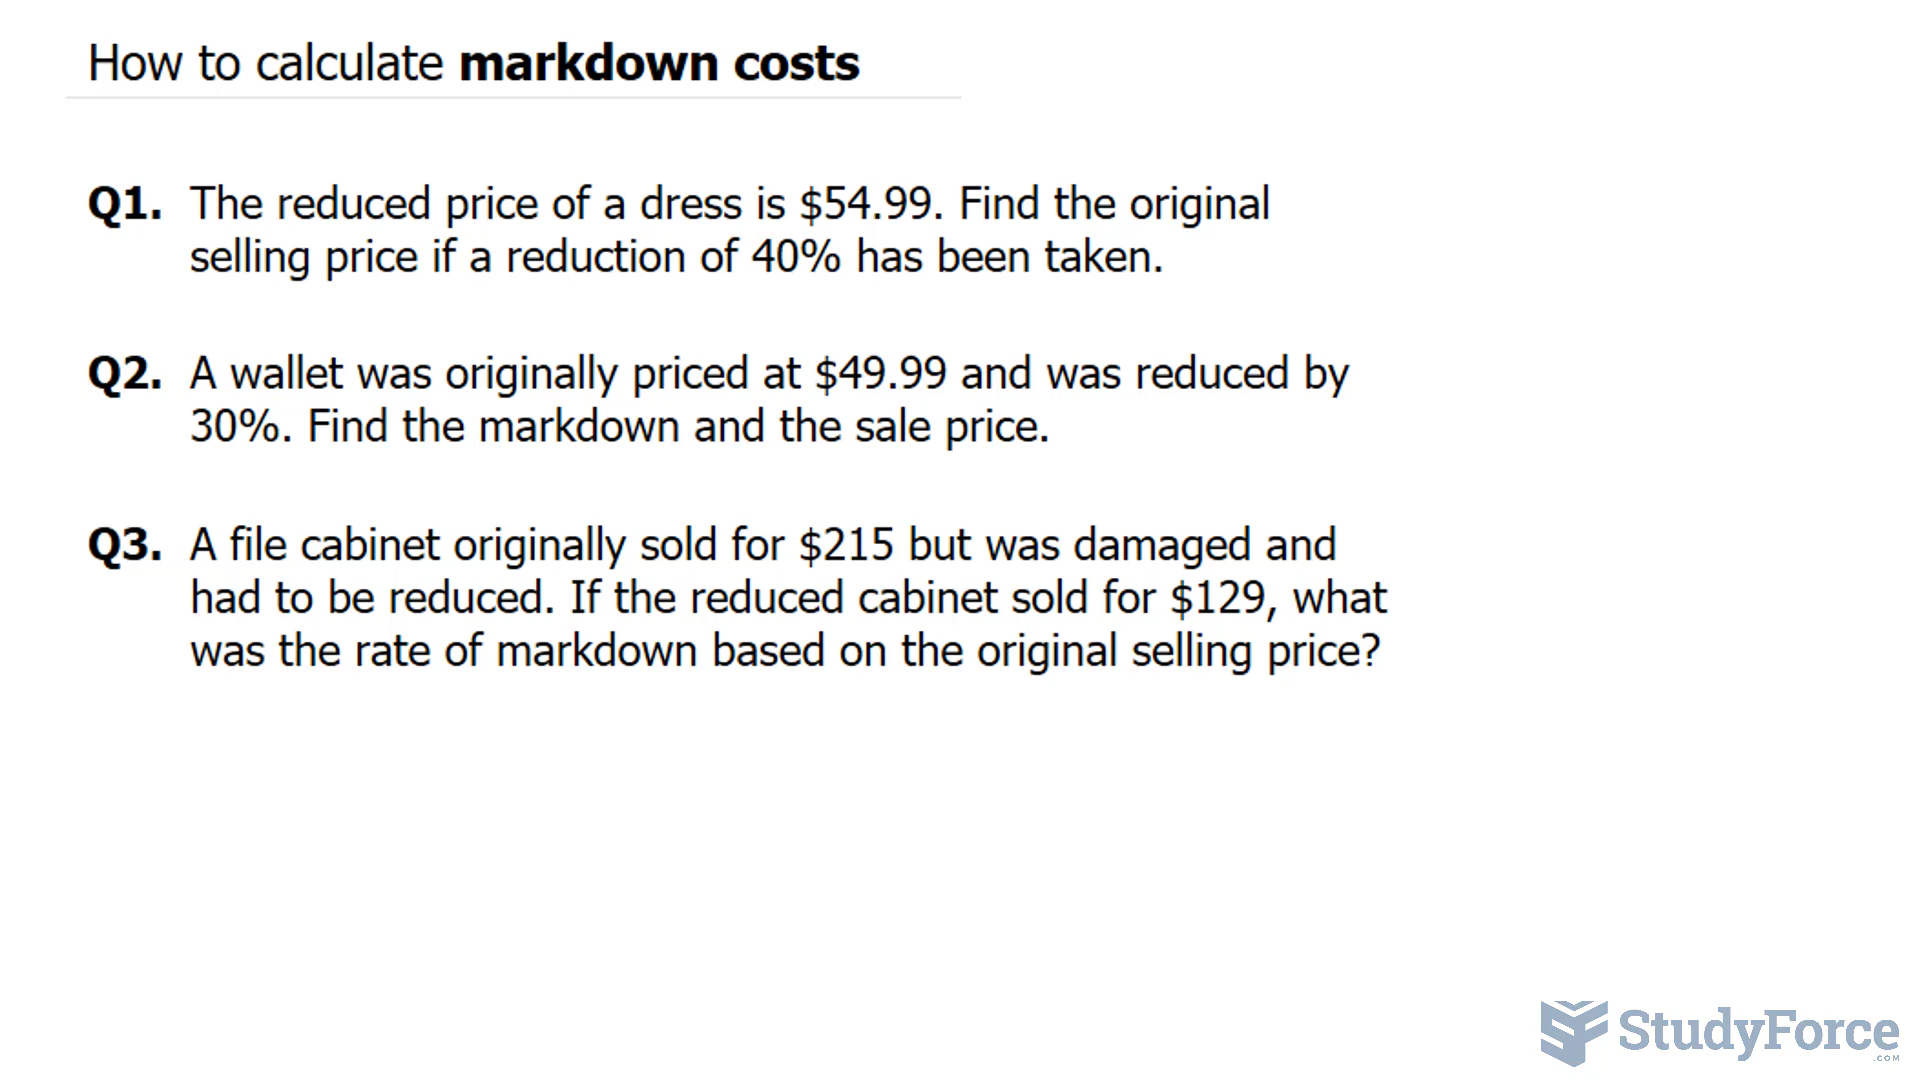 How to calculate markdown costs
Q1. The reduced price of a dress is $54.99. Find the original
selling price if a reduction of 40% has been taken.
Q2. A wallet was originally priced at $49.99 and was reduced by
30%. Find the markdown and the sale price.
Q3. A file cabinet originally sold for $215 but was damaged and
had to be reduced. If the reduced cabinet sold for $129, what
was the rate of markdown based on the original selling price?
StudyForce
.COM